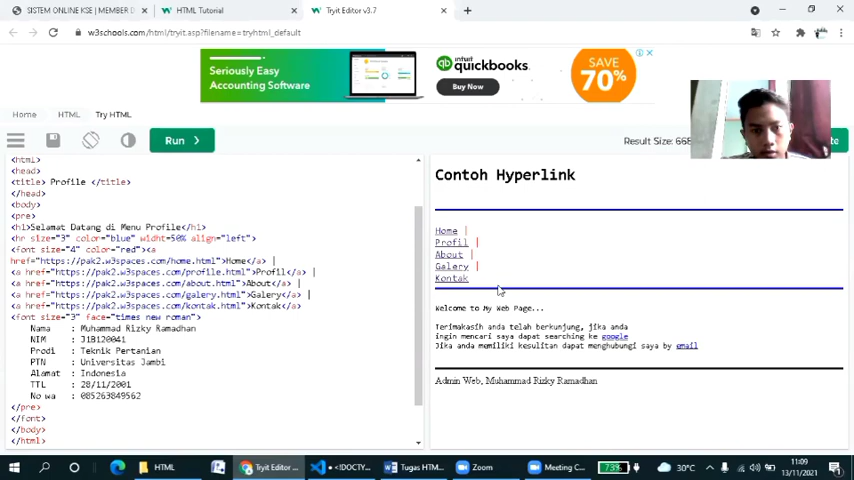 SISTEM ONLINE KSE | MEMBER D
HTML Tutorial
Tryit Editor v3.7
w3schools.com/html/tryit.asp?filename=tryhtml_default
Seriously Easy
Accounting Software
intuit
quickbooks.
Buy Now
SAVE
70%
Home
HTML
Try HTML
Run
Result Size: 668
<html>
<head>
<title> Profile </title>
</head>
<body>
<pre>
<h1>Selamat Datang di Menu Profile</h1>
<hr size="3" color="blue" widht=50% align="left">
<font size="4" color="red"><a
href="https://pak2.w3spaces.com/home.html">Home</a> |
<a href="https://pak2.w3spaces.com/profile.html">Profil</a> |
<a href="https://pak2.w3spaces.com/about.html">About</a> |
<a href="https://pak2.w3spaces.com/galery.html">Galery</a> |
<a href="https://pak2.w3spaces.com/kontak.html">Kontak</a>
<font size="3" face="times new roman">
Nama : Muhammad Rizky Ramadhan
NIM : J1B120041
Prodi : Teknik Pertanian
PTN : Universitas Jambi
Alamat : Indonesia
TTL : 28/11/2001
No wa : 085263849562
</pre>
</font>
</body>
</html>
Contoh Hyperlink
Home |
Profil |
About |
Galery |
Kontak
Welcome to My Web Page...
Terimakasih anda telah berkunjung, jika anda
ingin mencari saya dapat searching ke google
Jika anda memiliki kesulitan dapat menghubungi saya by email
Admin Web, Muhammad Rizky Ramadhan
HTML
Tryit Editor ...
<!DOCTY...
Tugas HTM...
Zoom
Meeting C...
73%
30°C
11:09
13/11/2021